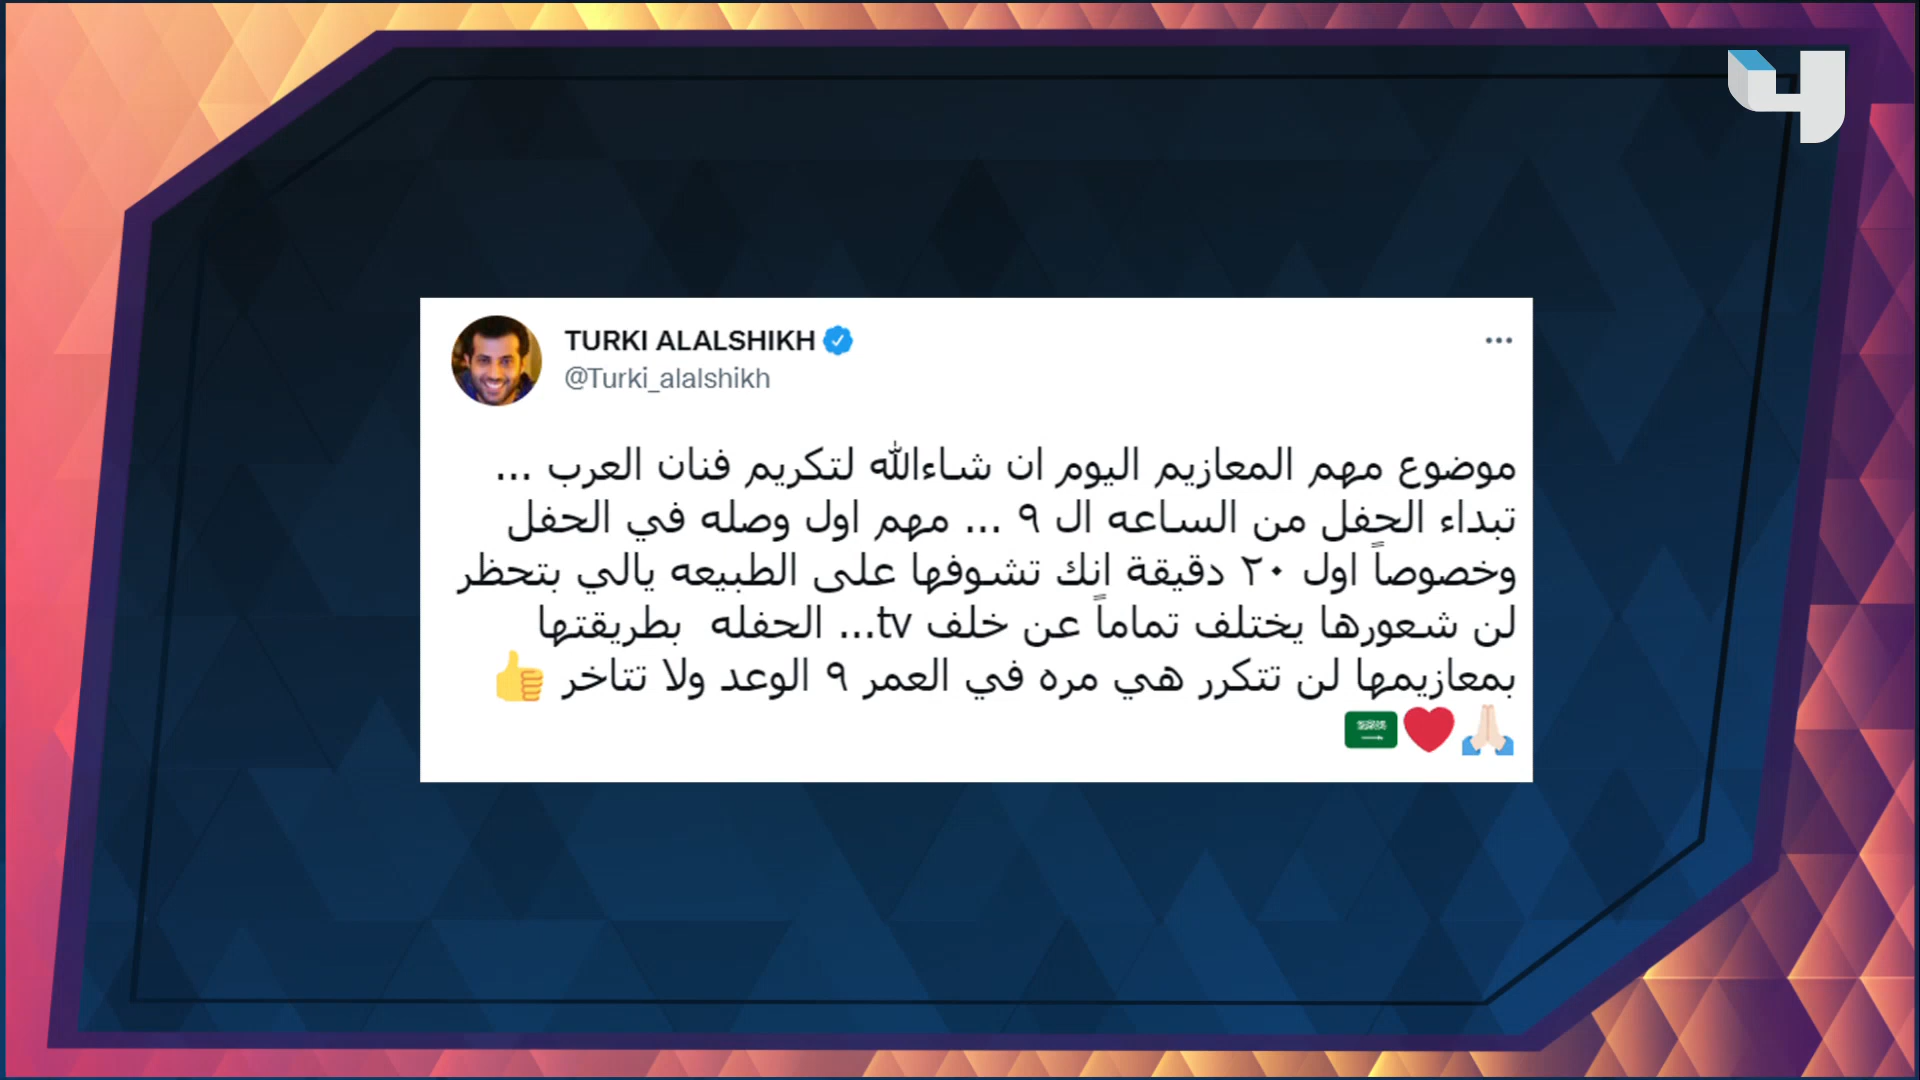 TURKI ALALSHIKH
@Turki_alalshikh
موضوع مهم المعازيم اليوم ان شاءالله لتكريم فنان العرب ...
تبداء الحفل من الساعه ال ٩ ... مهم اول وصله في الحفل
وخصوصاً اول ٢٠ دقيقة انك تشوفها على الطبيعه يالي بتحظر
لن شعورها يختلف تماماً عن خلف tv... الحفله بطريقتها
بمعازيمها لن تتكرر هي مره في العمر ٩ الوعد ولا تتاخر 👍
🙏🏻❤️🇸🇦